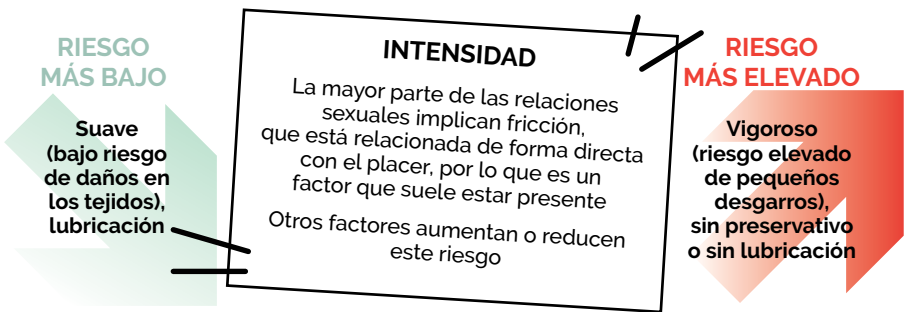 RIESGO
MÁS BAJO
Suave
(bajo riesgo
de daños en
los tejidos),
lubricación
INTENSIDAD
La mayor parte de las relaciones
sexuales implican fricción,
que está relacionada de forma directa
con el placer, por lo que es un
factor que suele estar presente
Otros factores aumentan o reducen
este riesgo
RIESGO
MÁS ELEVADO
Vigoroso
(riesgo elevado
de pequeños
desgarros),
sin preservativo
o sin lubricación